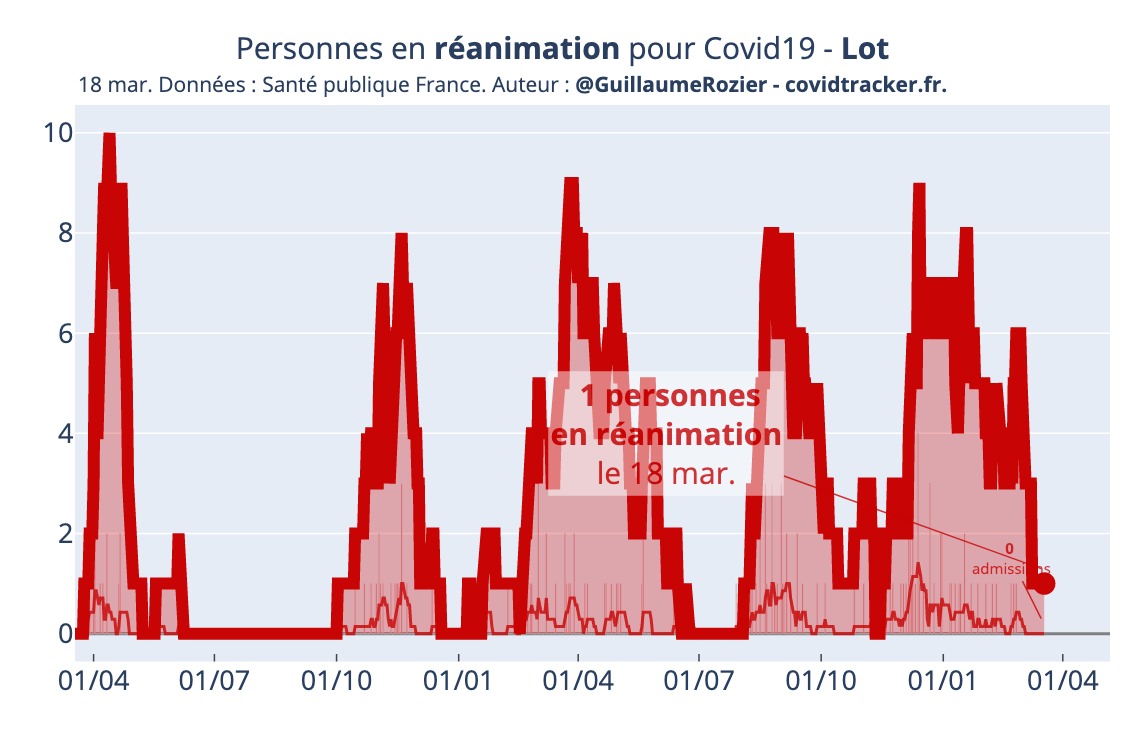 Personnes en réanimation pour Covid19 - Lot
18 mar. Données : Santé publique France. Auteur : @GuillaumeRozier - covidtracker.fr.
10
8
6
4
2
0
1 personnes
en réanimation
le 18 mar.
0
admissions
01/04 01/07 01/10 01/01 01/04 01/07 01/10 01/01 01/04